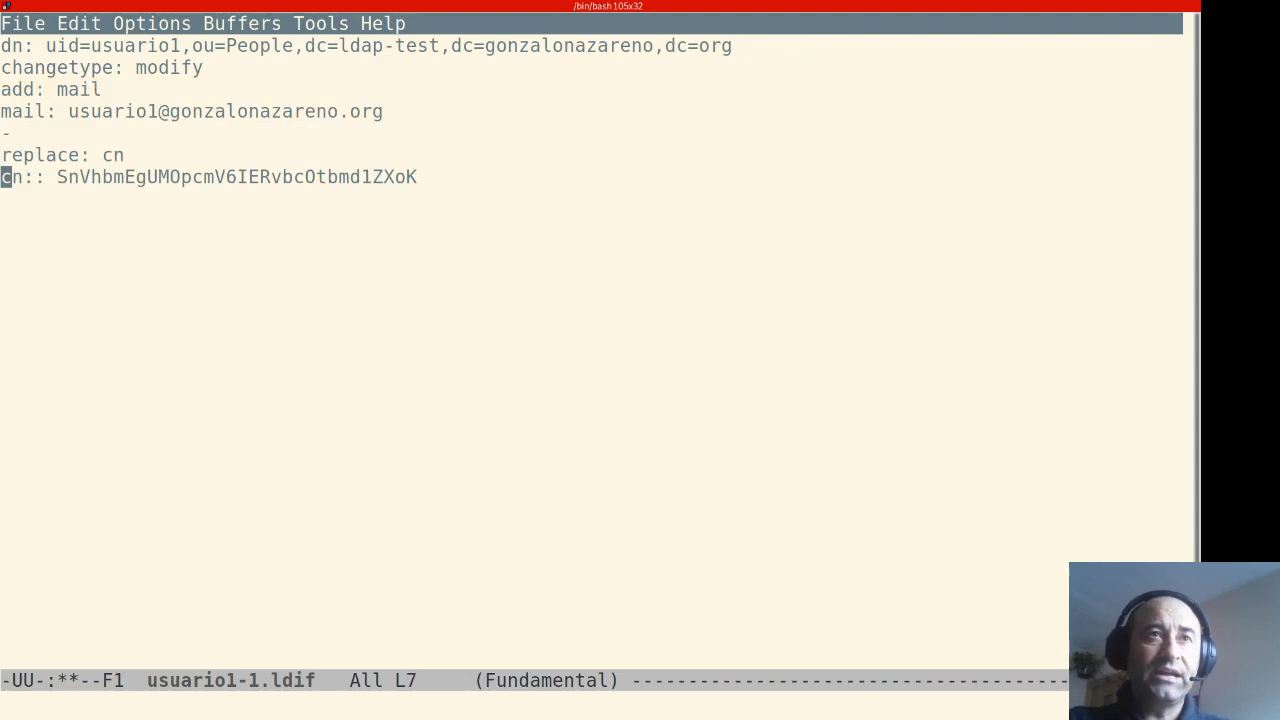 /bin/bash 105x32
File Edit Options Buffers Tools Help
dn: uid=usuario1,ou=People,dc=ldap-test,dc=gonzalonazareno,dc=org
changetype: modify
add: mail
mail: usuario1@gonzalonazareno.org
-
replace: cn
cn:: SnVhbmEgUMOpcmV6IERvbcOtbmd1ZXoK
-UU-:**--F1  usuario1-1.ldif   All L7     (Fundamental) ---------------------------------------